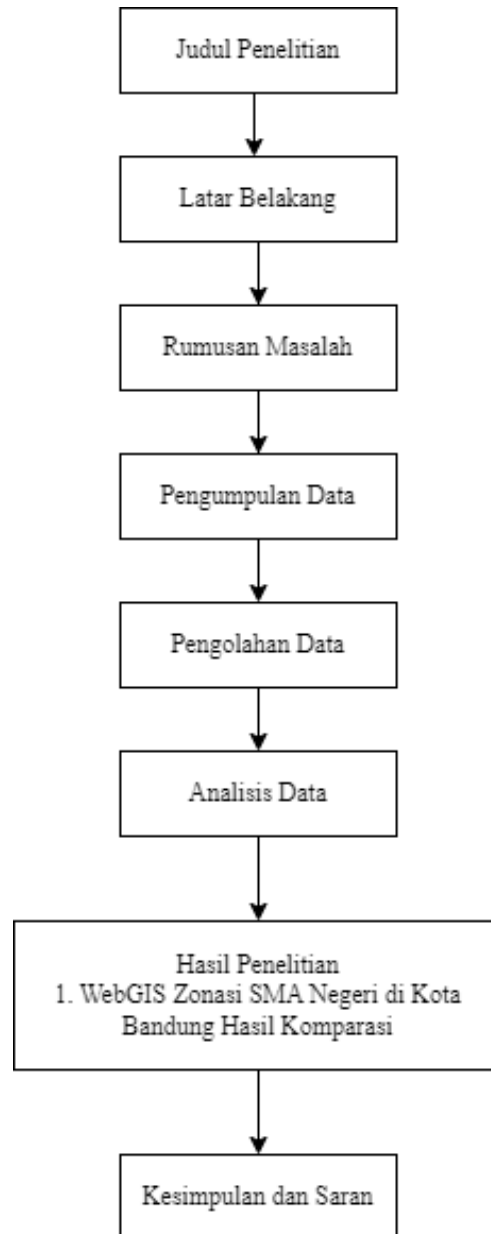 Judul Penelitian
Latar Belakang
Rumusan Masalah
Pengumpulan Data
Pengolahan Data
Analisis Data
Hasil Penelitian
1. WebGIS Zonasi SMA Negeri di Kota
Bandung Hasil Komparasi
Kesimpulan dan Saran